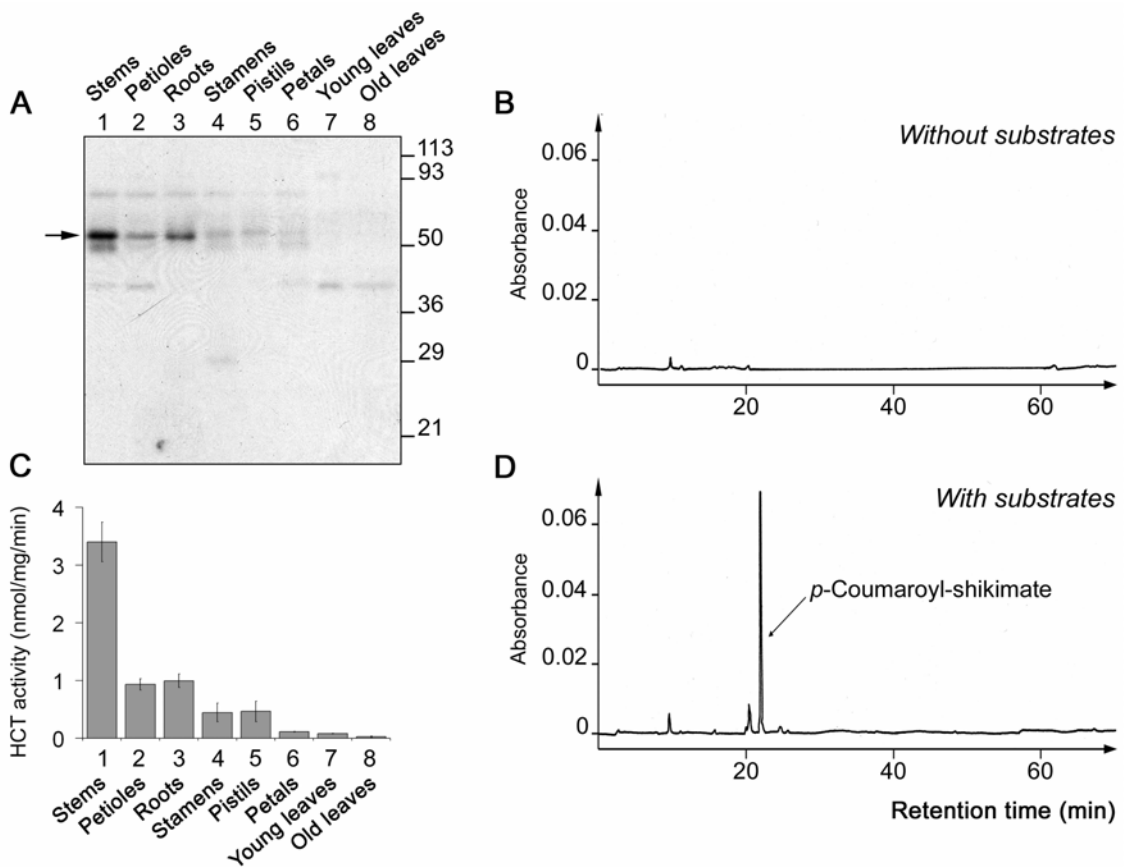 A
Stems
Petioles
Roots
Stamens
Pistils
Petals
Young leaves
Old leaves
1 2 3 4 5 6 7 8
113
93
50
36
29
21
B
Without substrates
Absorbance
0.06
0.04
0.02
0
20 40 60
C
HCT activity (nmol/mg/min)
4
3
2
1
0
1 2 3 4 5 6 7 8
Stems
Petioles
Roots
Stamens
Pistils
Petals
Young leaves
Old leaves
D
With substrates
Absorbance
0.06
p-Coumaroyl-shikimate
0.04
0.02
0
20 40 60
Retention time (min)